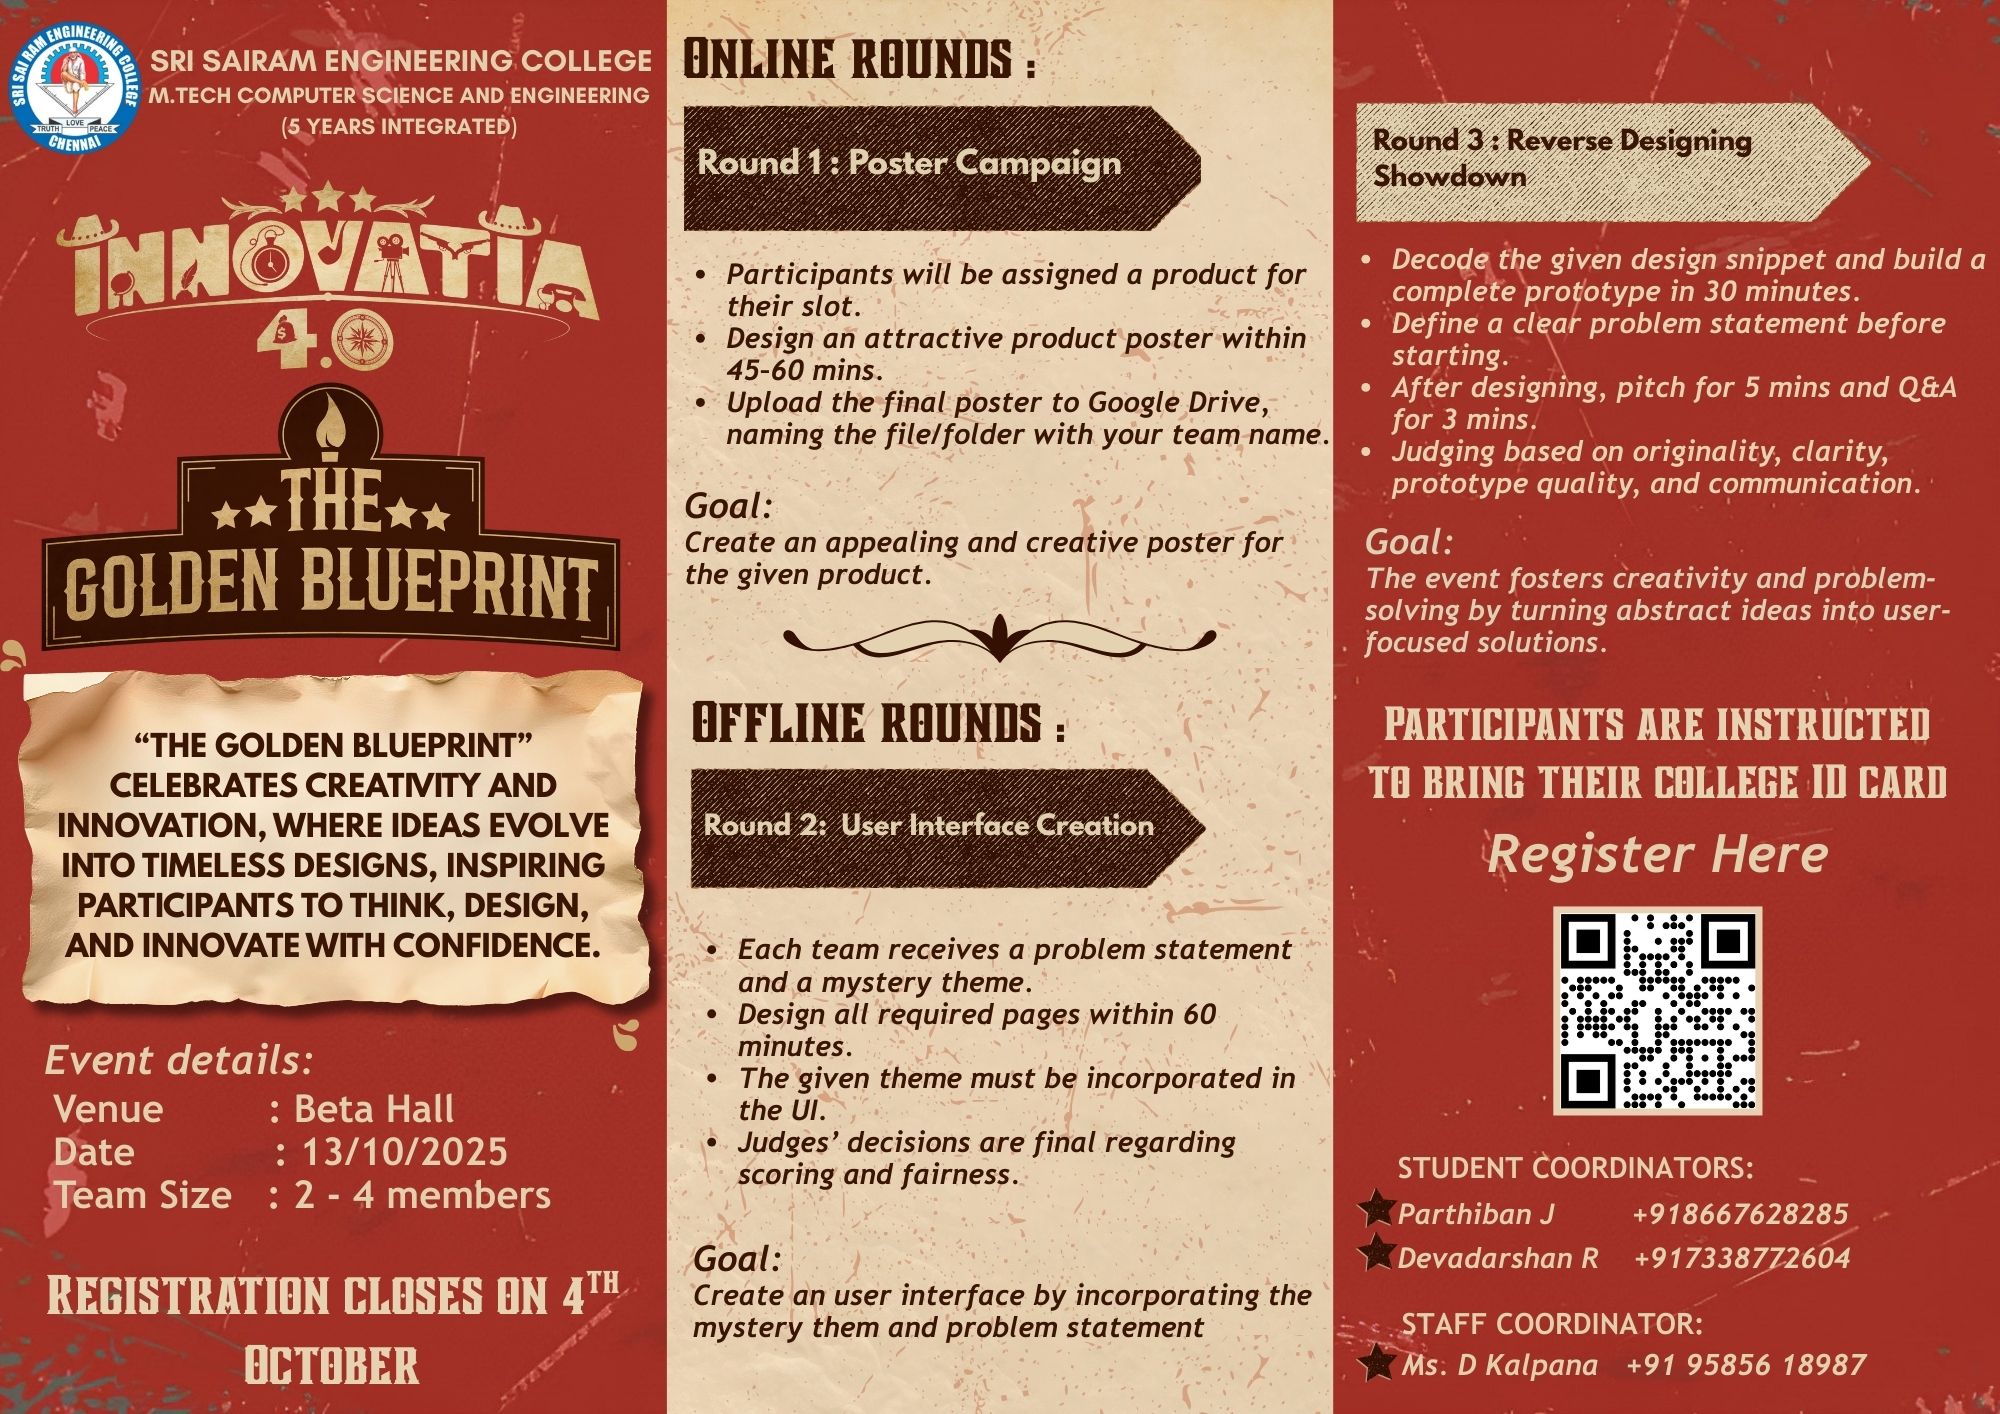 SRI SAI RAM ENGINEERING COLLEGE
TRUTH LOVE PEACE
CHENNAI
SRI SAIRAM ENGINEERING COLLEGE
M.TECH COMPUTER SCIENCE AND ENGINEERING
(5 YEARS INTEGRATED)
INNOVATIA
4.0
THE
GOLDEN BLUEPRINT
“THE GOLDEN BLUEPRINT”
CELEBRATES CREATIVITY AND
INNOVATION, WHERE IDEAS EVOLVE
INTO TIMELESS DESIGNS, INSPIRING
PARTICIPANTS TO THINK, DESIGN,
AND INNOVATE WITH CONFIDENCE.
Event details:
Venue : Beta Hall
Date : 13/10/2025
Team Size : 2 - 4 members
REGISTRATION CLOSES ON 4TH
OCTOBER
ONLINE ROUNDS :
Round 1 : Poster Campaign
• Participants will be assigned a product for
their slot.
• Design an attractive product poster within
45–60 mins.
• Upload the final poster to Google Drive,
naming the file/folder with your team name.
Goal:
Create an appealing and creative poster for
the given product.
OFFLINE ROUNDS :
Round 2: User Interface Creation
• Each team receives a problem statement
and a mystery theme.
• Design all required pages within 60
minutes.
• The given theme must be incorporated in
the UI.
• Judges’ decisions are final regarding
scoring and fairness.
Goal:
Create an user interface by incorporating the
mystery them and problem statement
Round 3 : Reverse Designing
Showdown
• Decode the given design snippet and build a
complete prototype in 30 minutes.
• Define a clear problem statement before
starting.
• After designing, pitch for 5 mins and Q&A
for 3 mins.
• Judging based on originality, clarity,
prototype quality, and communication.
Goal:
The event fosters creativity and problem-
solving by turning abstract ideas into user-
focused solutions.
PARTICIPANTS ARE INSTRUCTED
TO BRING THEIR COLLEGE ID CARD
Register Here
STUDENT COORDINATORS:
Parthiban J +918667628285
Devadarshan R +917338772604
STAFF COORDINATOR:
Ms. D Kalpana +91 95856 18987